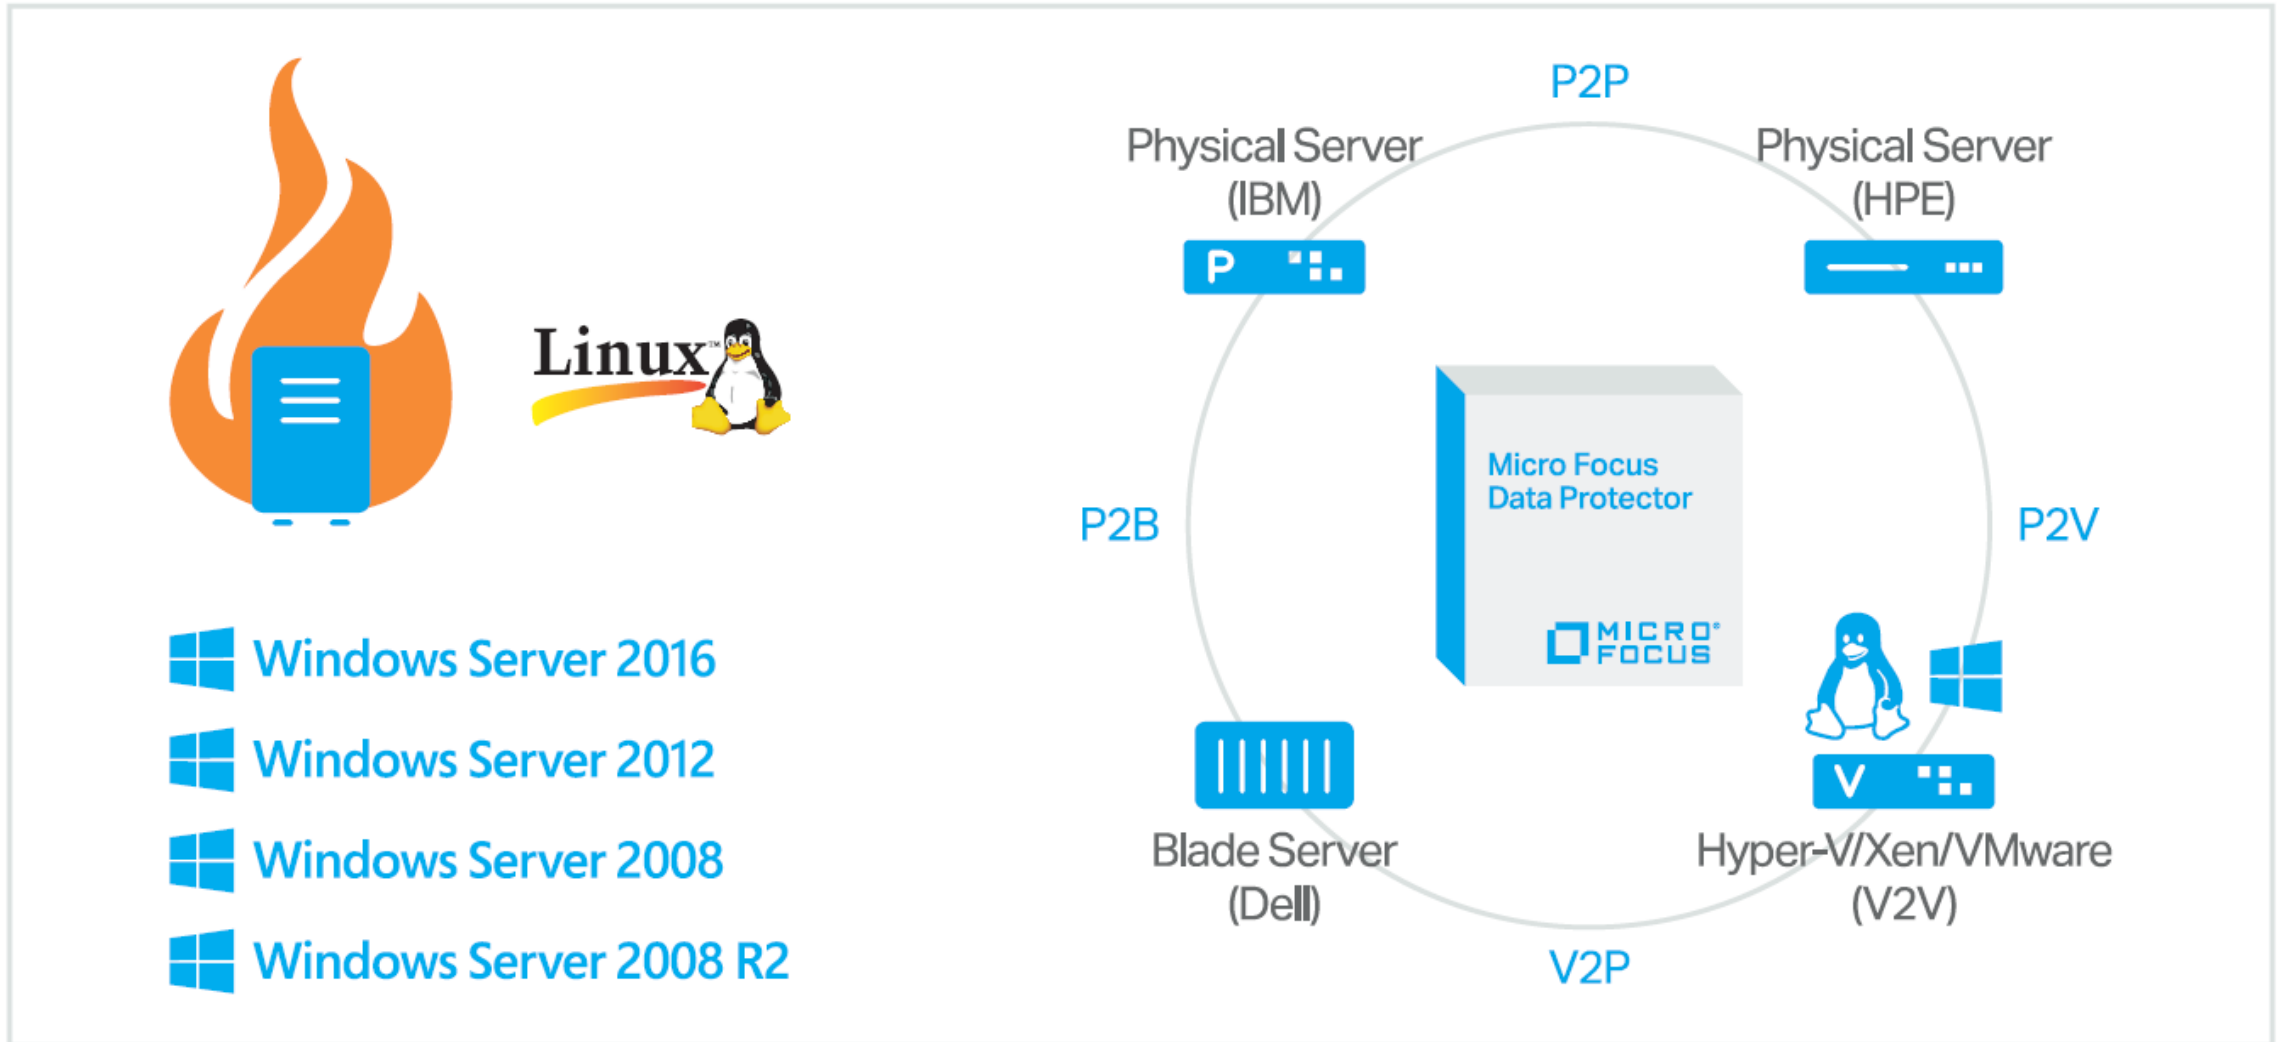 Linux™
Windows Server 2016
Windows Server 2012
Windows Server 2008
Windows Server 2008 R2
P2P
Physical Server
(IBM)
P
Physical Server
(HPE)
P2B
Micro Focus
Data Protector
MICRO®
FOCUS
P2V
V
Blade Server
(Dell)
Hyper-V/Xen/VMware
(V2V)
V2P